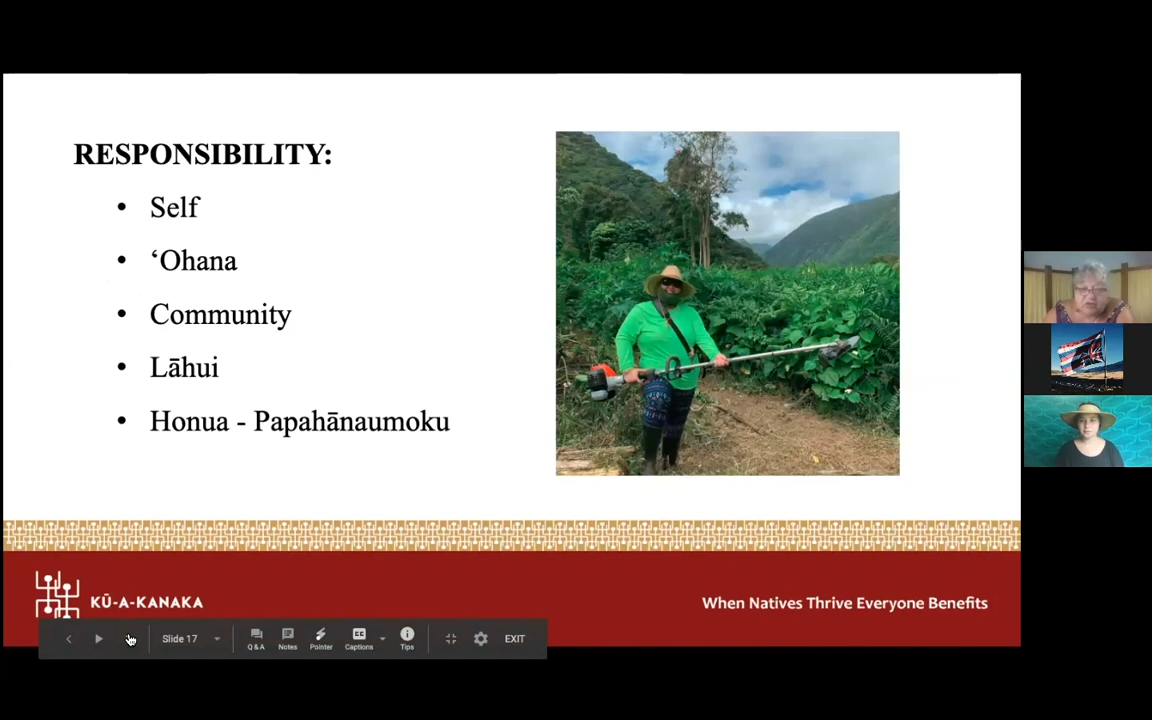 RESPONSIBILITY:
• Self
• ʻOhana
• Community
• Lāhui
• Honua - Papahānaumoku
KŪ-A-KANAKA
When Natives Thrive Everyone Benefits
Slide 17
Q & A
Notes
Pointer
Captions
Tips
EXIT